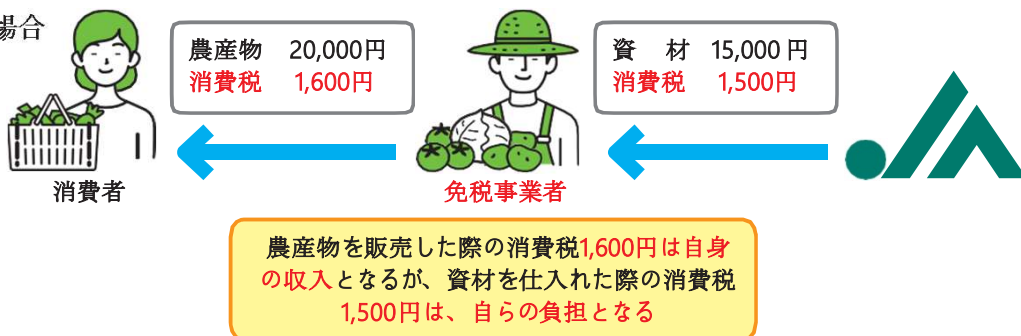 場合
農産物 20,000円
消費税 1,600円
資 材 15,000円
消費税 1,500円
消費者
免税事業者
農産物を販売した際の消費税1,600円は自身
の収入となるが、資材を仕入れた際の消費税
1,500円は、自らの負担となる